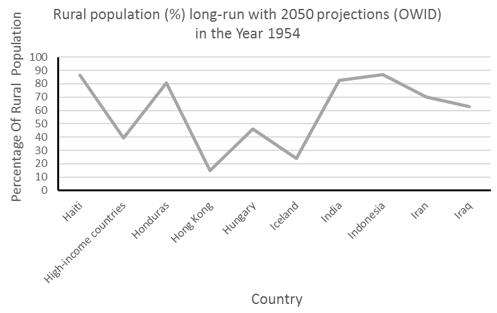 Rural population (%) long-run with 2050 projections (OWID)
in the Year 1954
Percentage Of Rural Population
100
90
80
70
60
50
40
30
20
10
0
Haiti
High-income countries
Honduras
Hong Kong
Hungary
Iceland
India
Indonesia
Iran
Iraq
Country